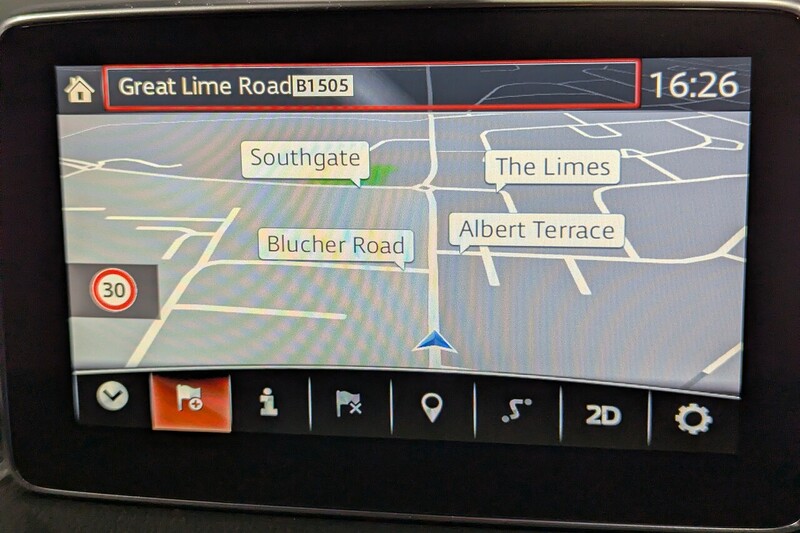 Great Lime Road B1505
16:26
Southgate
The Limes
Albert Terrace
Blucher Road
30
2D